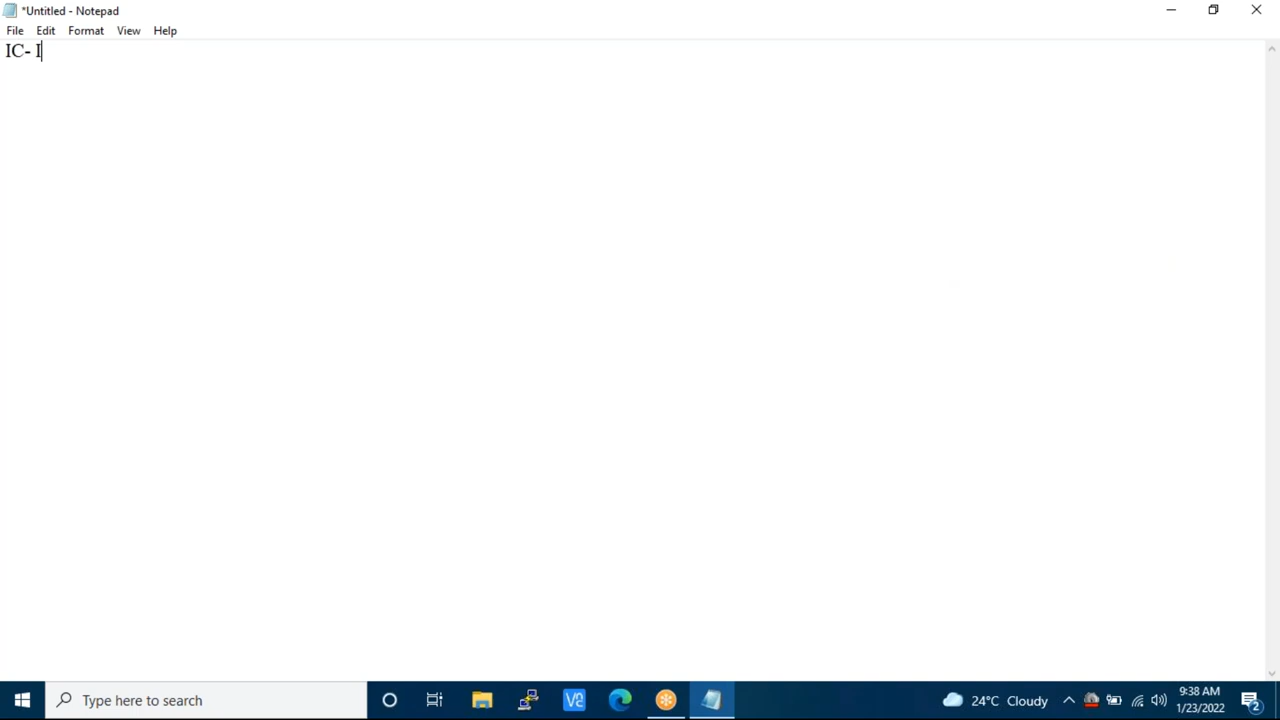 *Untitled - Notepad
File Edit Format View Help
IC- I
Type here to search
24°C Cloudy
9:38 AM
1/23/2022
2